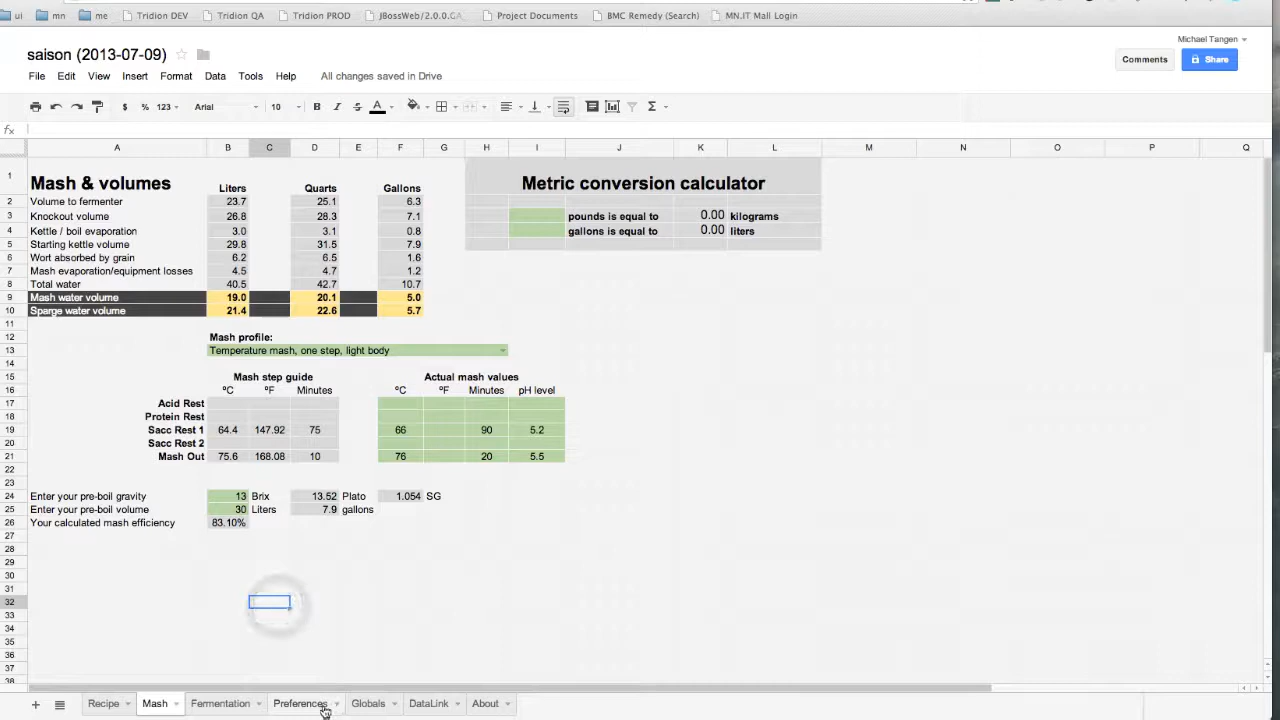 ui mn me Tridion DEV Tridion QA Tridion PROD JBossWeb/2.0.0.GA Project Documents BMC Remedy (Search) MN.IT Mall Login
Michael Tangen
saison (2013-07-09)
Comments Share
File Edit View Insert Format Data Tools Help All changes saved in Drive
$ % 123 Arial 10 B I S A Σ
fx
A B C D E F G H I J K L M N O P Q
1 Mash & volumes Liters Quarts Gallons Metric conversion calculator
2 Volume to fermenter 23.7 25.1 6.3
3 Knockout volume 26.8 28.3 7.1 pounds is equal to 0.00 kilograms
4 Kettle / boil evaporation 3.0 3.1 0.8 gallons is equal to 0.00 liters
5 Starting kettle volume 29.8 31.5 7.9
6 Wort absorbed by grain 6.2 6.5 1.6
7 Mash evaporation/equipment losses 4.5 4.7 1.2
8 Total water 40.5 42.7 10.7
9 Mash water volume 19.0 20.1 5.0
10 Sparge water volume 21.4 22.6 5.7
11
12 Mash profile:
13 Temperature mash, one step, light body
14
15 Mash step guide Actual mash values
16 ºC ºF Minutes ºC ºF Minutes pH level
17 Acid Rest
18 Protein Rest
19 Sacc Rest 1 64.4 147.92 75 66 90 5.2
20 Sacc Rest 2
21 Mash Out 75.6 168.08 10 76 20 5.5
22
23
24 Enter your pre-boil gravity 13 Brix 13.52 Plato 1.054 SG
25 Enter your pre-boil volume 30 Liters 7.9 gallons
26 Your calculated mash efficiency 83.10%
27
28
29
30
31
32
33
34
35
36
37
38
+ Recipe Mash Fermentation Preferences Globals DataLink About